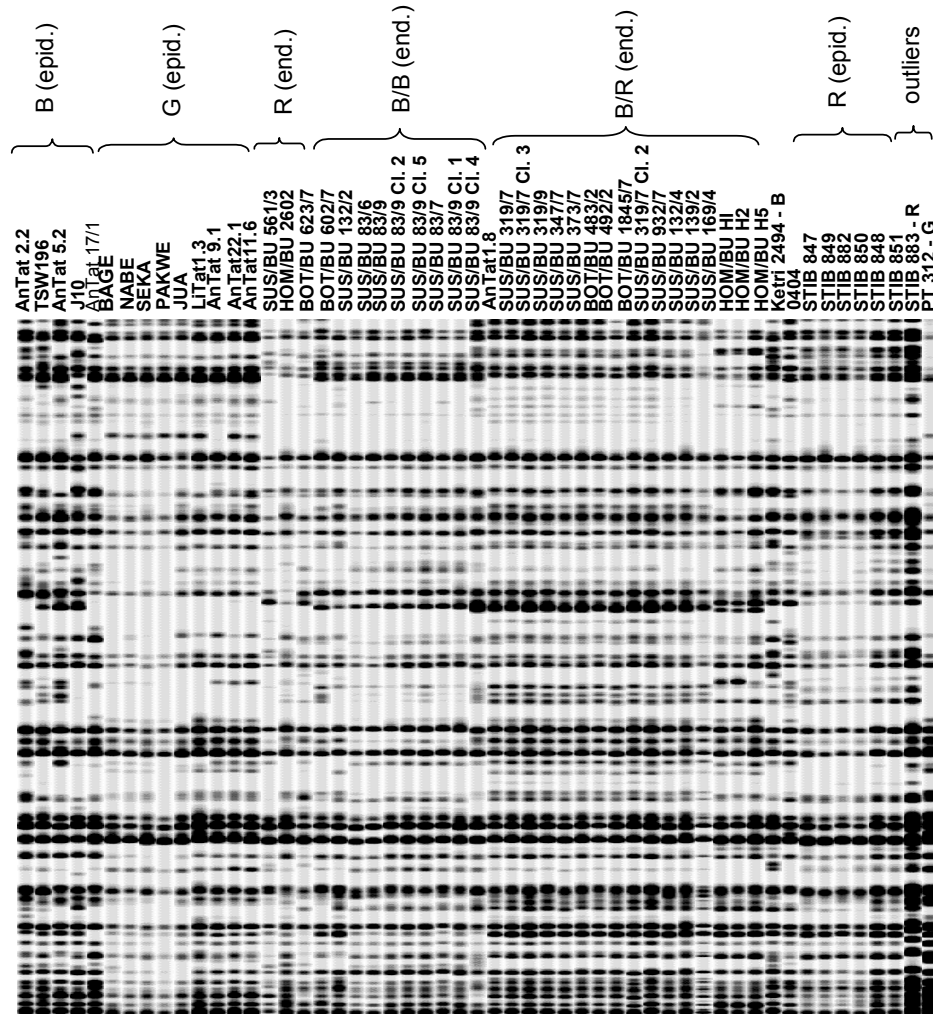 B (epid.)
G (epid.)
R (end.)
B/B (end.)
B/R (end.)
R (epid.)
outliers
AnTat 2.2
TSW196
AnTat 5.2
J10
AnTat 17/1
BAGE
NABE
SEKA
PAKWE
JUA
LiTat1.3
AnTat 9.1
AnTat22.1
AnTat11.6
SUS/BU 561/3
HOM/BU 2602
BOT/BU 623/7
BOT/BU 602/7
SUS/BU 132/2
SUS/BU 83/6
SUS/BU 83/9
SUS/BU 83/9 Cl. 2
SUS/BU 83/9 Cl. 5
SUS/BU 83/7
SUS/BU 83/9 Cl. 1
SUS/BU 83/9 Cl. 4
AnTat1.8
SUS/BU 319/7
SUS/BU 319/7 Cl. 3
SUS/BU 319/9
SUS/BU 347/7
SUS/BU 373/7
BOT/BU 483/2
BOT/BU 492/2
BOT/BU 1845/7
SUS/BU 319/7 Cl. 2
SUS/BU 932/7
SUS/BU 132/4
SUS/BU 139/2
SUS/BU 169/4
HOM/BU HI
HOM/BU H2
HOM/BU H5
Ketri 2494 - B
0404
STIB 847
STIB 849
STIB 882
STIB 850
STIB 848
STIB 851
STIB 883 - R
PT 312 - G